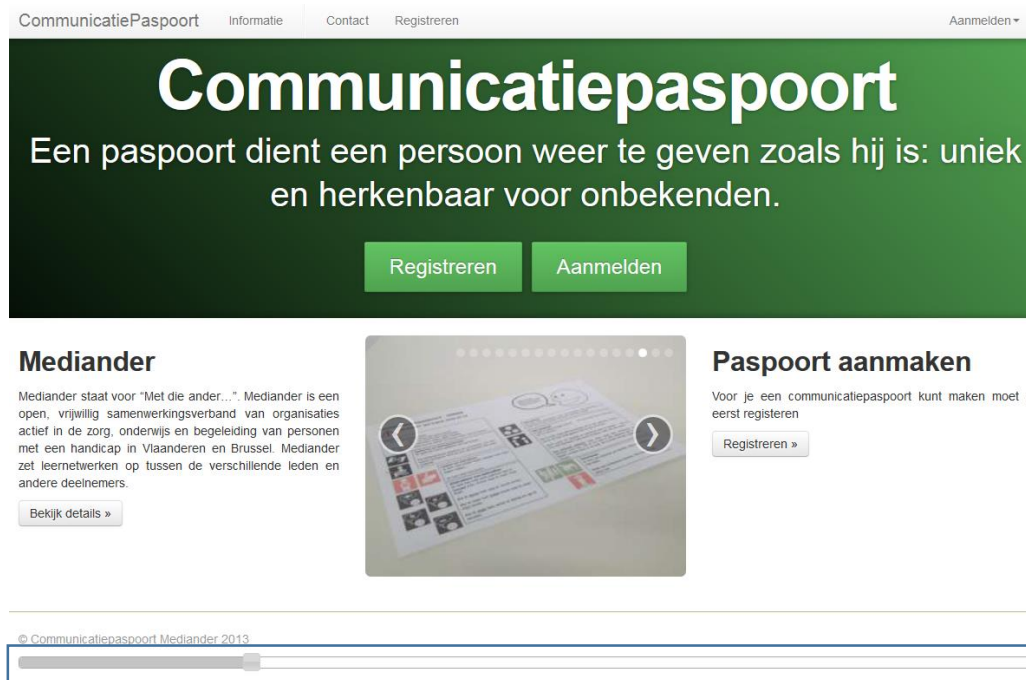 CommunicatiePaspoort Informatie Contact Registreren Aanmelden
Communicatiepaspoort
Een paspoort dient een persoon weer te geven zoals hij is: uniek
en herkenbaar voor onbekenden.
Registreren Aanmelden
Mediander
Mediander staat voor “Met die ander…”. Mediander is een
open, vrijwillig samenwerkingsverband van organisaties
actief in de zorg, onderwijs en begeleiding van personen
met een handicap in Vlaanderen en Brussel. Mediander
zet leernetwerken op tussen de verschillende leden en
andere deelnemers.
Bekijk details »
Paspoort aanmaken
Voor je een communicatiepaspoort kunt maken moet
eerst registeren
Registreren »
© Communicatiepaspoort Mediander 2013